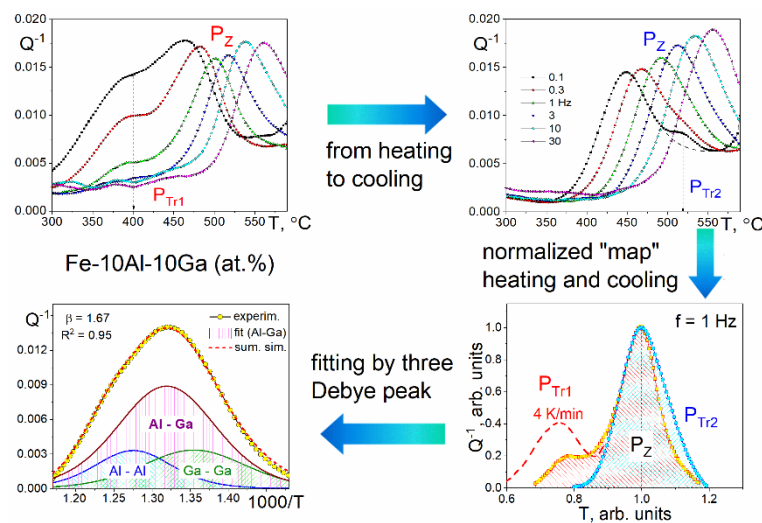 0.020
Q⁻¹
0.015
0.010
0.005
0.000
P_Z
P_Tr1
300 350 400 450 500 550
T, °C
from heating
to cooling
0.020
Q⁻¹
0.015
0.010
0.005
0.000
P_Z
0.1
0.3
1 Hz
3
10
30
P_Tr2
300 350 400 450 500 550
T, °C
Fe-10Al-10Ga (at.%)
normalized "map"
heating and cooling
Q⁻¹
0.015
0.012
0.009
0.006
0.003
0.000
β = 1.67
R² = 0.95
experim.
fit (Al-Ga)
sum. sim.
Al - Ga
Al - Al
Ga - Ga
1.20 1.30 1.40
1000/T
fitting by three
Debye peak
Q⁻¹ arb. units
1.0
0.8
0.6
-0.4
0.2
0.0
f = 1 Hz
P_Tr1
4 K/min
P_Tr2
P_Z
0.6 0.8 1.0 1.2
T, arb. units